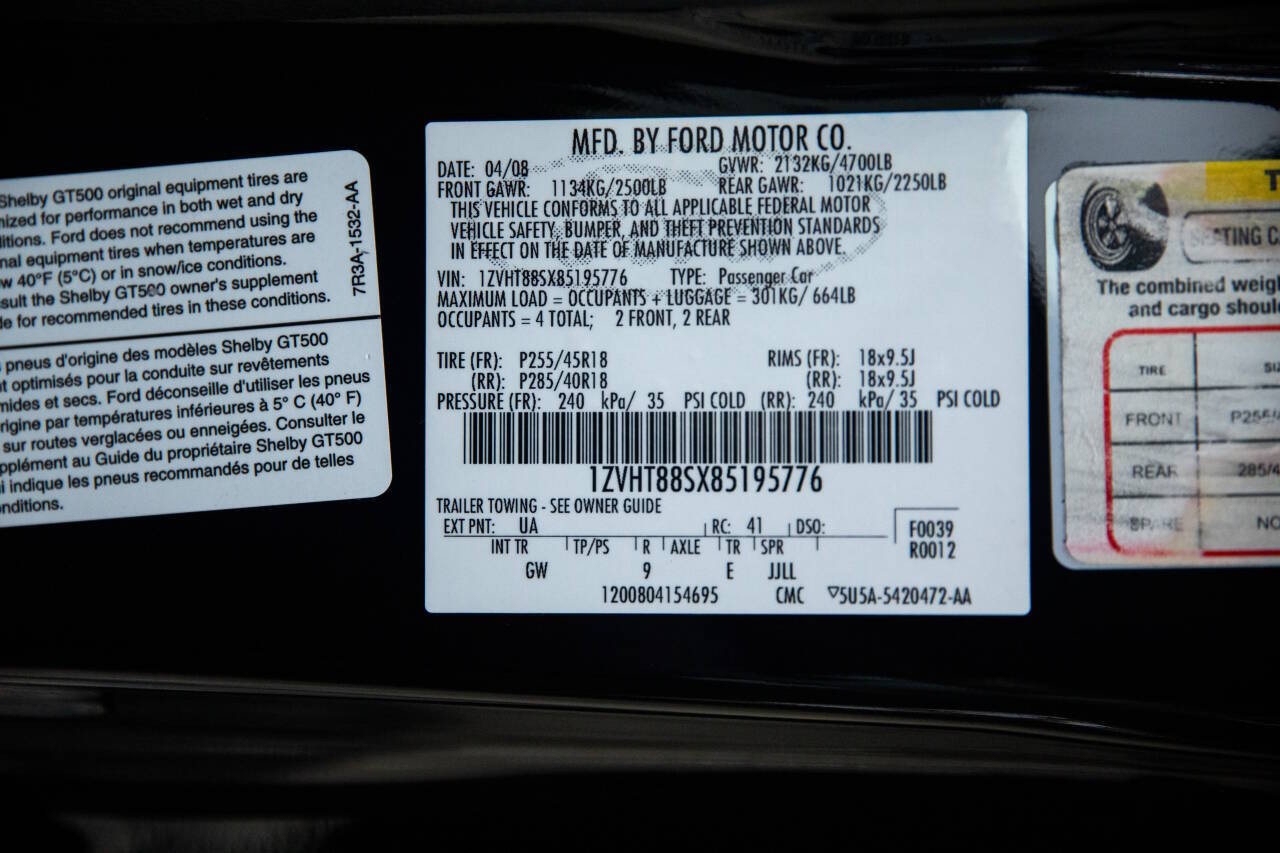 Shelby GT500 original equipment tires are
mized for performance in both wet and dry
ditions. Ford does not recommend using the
nal equipment tires when temperatures are
w 40°F (5°C) or in snow/ice conditions.
sult the Shelby GT500 owner's supplement
de for recommended tires in these conditions.
7R3A-1532-AA
pneus d'origine des modèles Shelby GT500
t optimisés pour la conduite sur revêtements
mides et secs. Ford déconseille d'utiliser les pneus
rigine par températures inférieures à 5° C (40° F)
sur routes verglacées ou enneigées. Consulter le
pplément au Guide du propriétaire Shelby GT500
i indique les pneus recommandés pour de telles
onditions.
MFD. BY FORD MOTOR CO.
DATE: 04/08 GVWR: 2132KG/4700LB
FRONT GAWR: 1134KG/2500LB REAR GAWR: 1021KG/2250LB
THIS VEHICLE CONFORMS TO ALL APPLICABLE FEDERAL MOTOR
VEHICLE SAFETY, BUMPER, AND THEFT PREVENTION STANDARDS
IN EFFECT ON THE DATE OF MANUFACTURE SHOWN ABOVE.
VIN: 1ZVHT88SX85195776 TYPE: Passenger Car
MAXIMUM LOAD = OCCUPANTS + LUGGAGE = 301KG/ 664LB
OCCUPANTS = 4 TOTAL; 2 FRONT, 2 REAR
TIRE (FR): P255/45R18 RIMS (FR): 18x9.5J
(RR): P285/40R18 (RR): 18x9.5J
PRESSURE (FR): 240 kPa/ 35 PSI COLD (RR): 240 kPa/ 35 PSI COLD
1ZVHT88SX85195776
TRAILER TOWING - SEE OWNER GUIDE
EXT PNT: UA RC: 41 DSO: F0039
R0012
INT TR TP/PS R AXLE TR SPR
GW 9 E JJLL
1200804154695 CMC ▽5U5A-5420472-AA
T
SEATING C
The combined weigh
and cargo should
TIRE SI
FRONT P255/4
REAR 285/4
SPARE NO